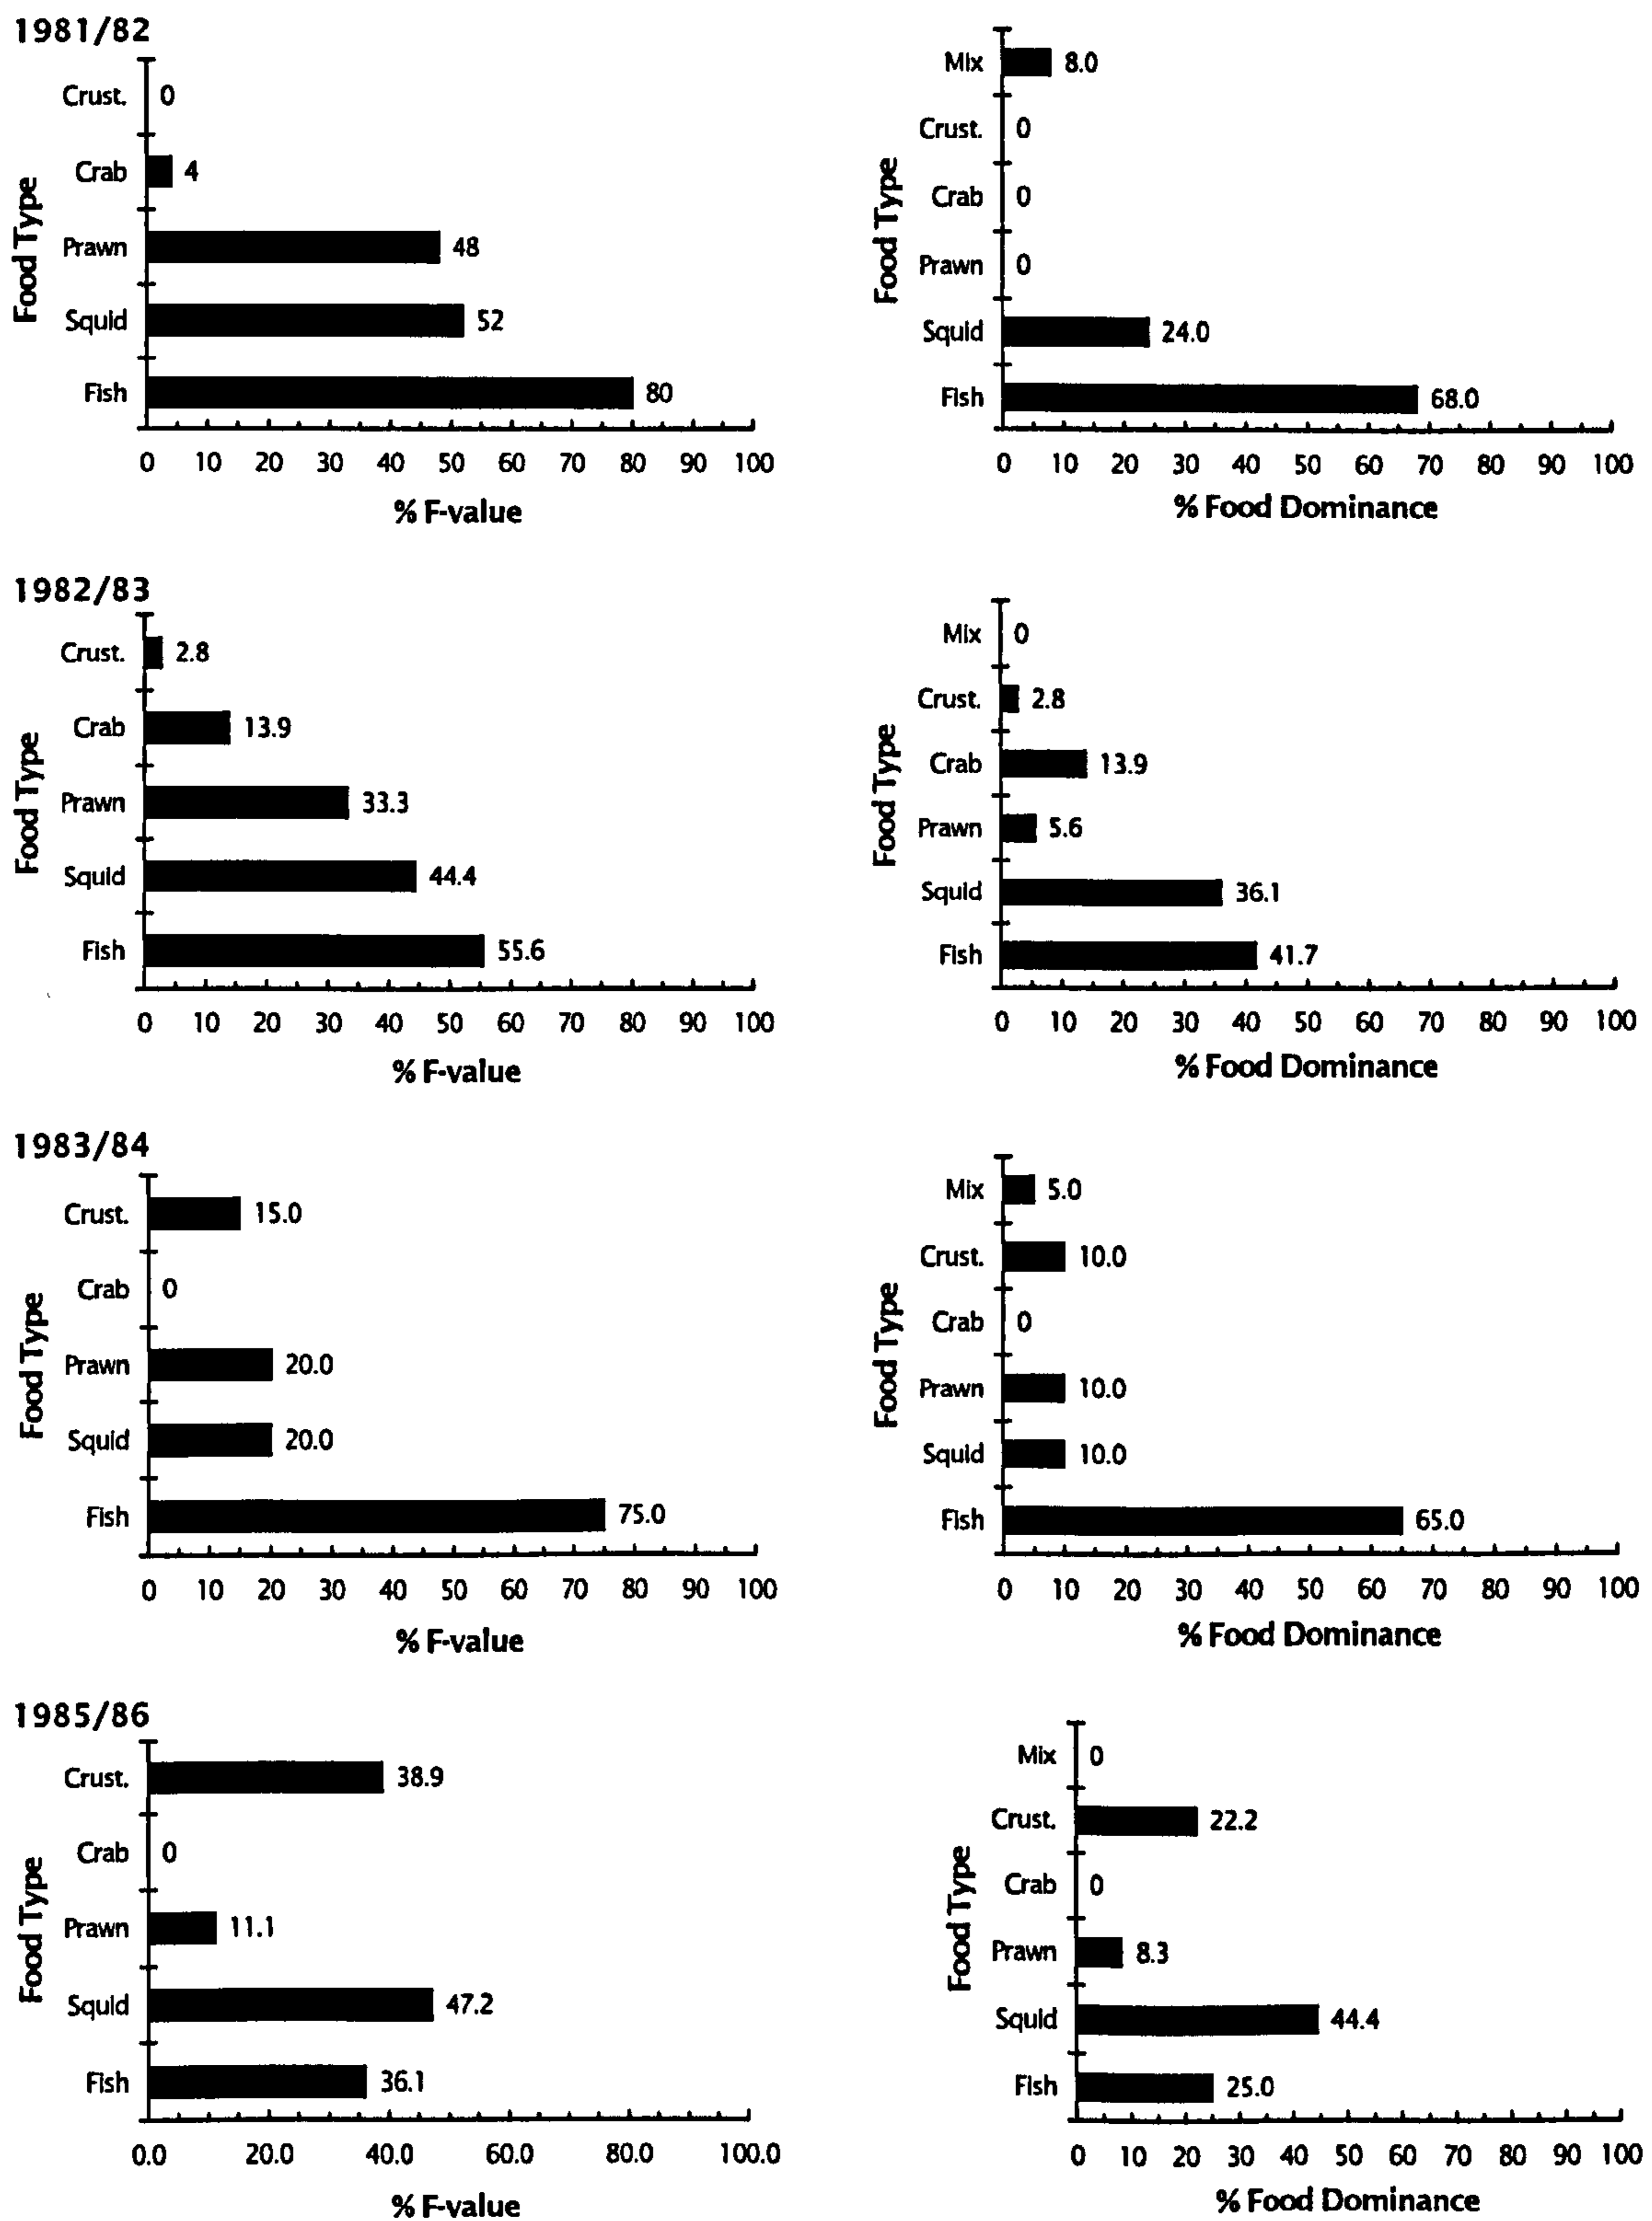 1981/82
Food Type
Crust. 0
Crab 4
Prawn 48
Squid 52
Fish 80
0 10 20 30 40 50 60 70 80 90 100
% F-value
Food Type
Mix 8.0
Crust. 0
Crab 0
Prawn 0
Squid 24.0
Fish 68.0
0 10 20 30 40 50 60 70 80 90 100
% Food Dominance
1982/83
Food Type
Crust. 2.8
Crab 13.9
Prawn 33.3
Squid 44.4
Fish 55.6
0 10 20 30 40 50 60 70 80 90 100
% F-value
Food Type
Mix 0
Crust. 2.8
Crab 13.9
Prawn 5.6
Squid 36.1
Fish 41.7
0 10 20 30 40 50 60 70 80 90 100
% Food Dominance
1983/84
Food Type
Crust. 15.0
Crab 0
Prawn 20.0
Squid 20.0
Fish 75.0
0 10 20 30 40 50 60 70 80 90 100
% F-value
Food Type
Mix 5.0
Crust. 10.0
Crab 0
Prawn 10.0
Squid 10.0
Fish 65.0
0 10 20 30 40 50 60 70 80 90 100
% Food Dominance
1985/86
Food Type
Crust. 38.9
Crab 0
Prawn 11.1
Squid 47.2
Fish 36.1
0.0 20.0 40.0 60.0 80.0 100.0
% F-value
Food Type
Mix 0
Crust. 22.2
Crab 0
Prawn 8.3
Squid 44.4
Fish 25.0
0 10 20 30 40 50 60 70 80 90 100
% Food Dominance